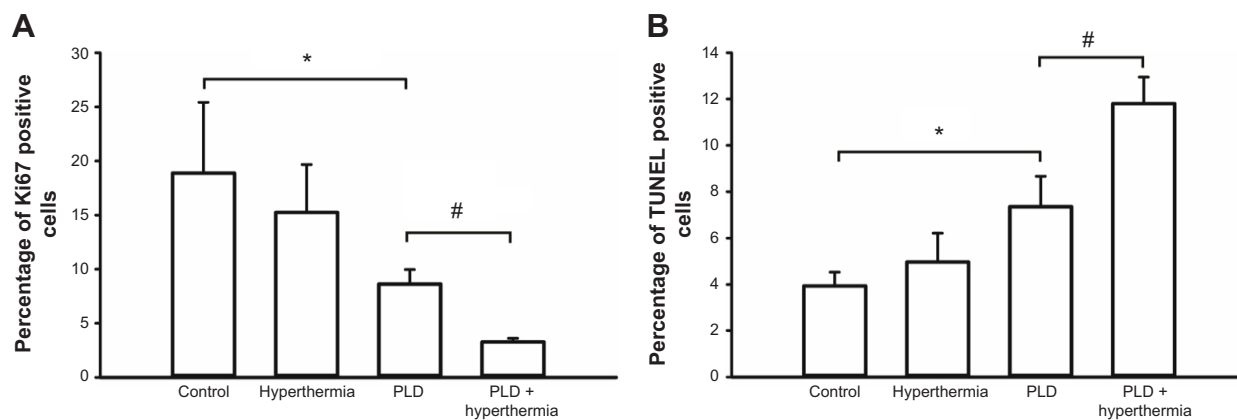 A
Percentage of Ki67 positive
cells
30
25
20
15
10
5
0
*
#
Control
Hyperthermia
PLD
PLD +
hyperthermia
B
Percentage of TUNEL positive
cells
14
12
10
8
6
4
2
0
*
#
Control
Hyperthermia
PLD
PLD +
hyperthermia